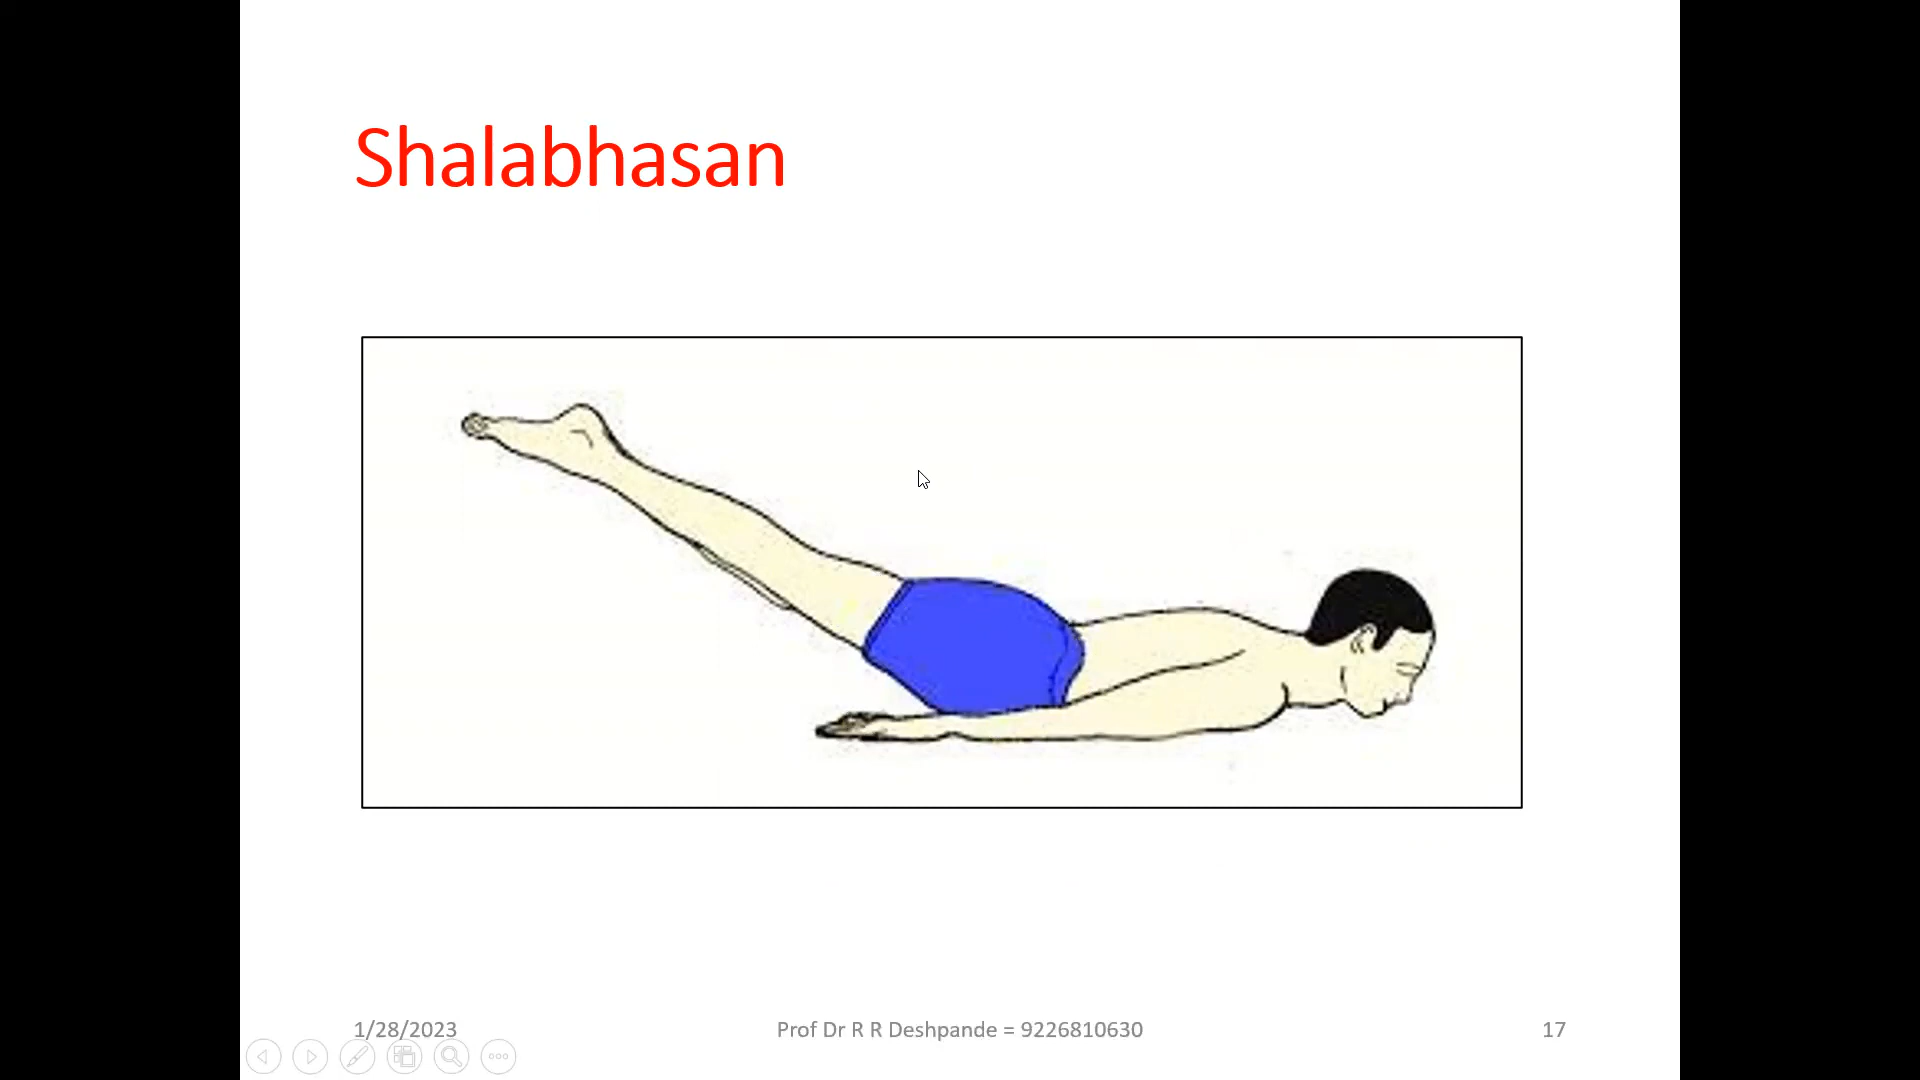 Shalabhasan
1/28/2023
Prof Dr R R Deshpande = 9226810630
17